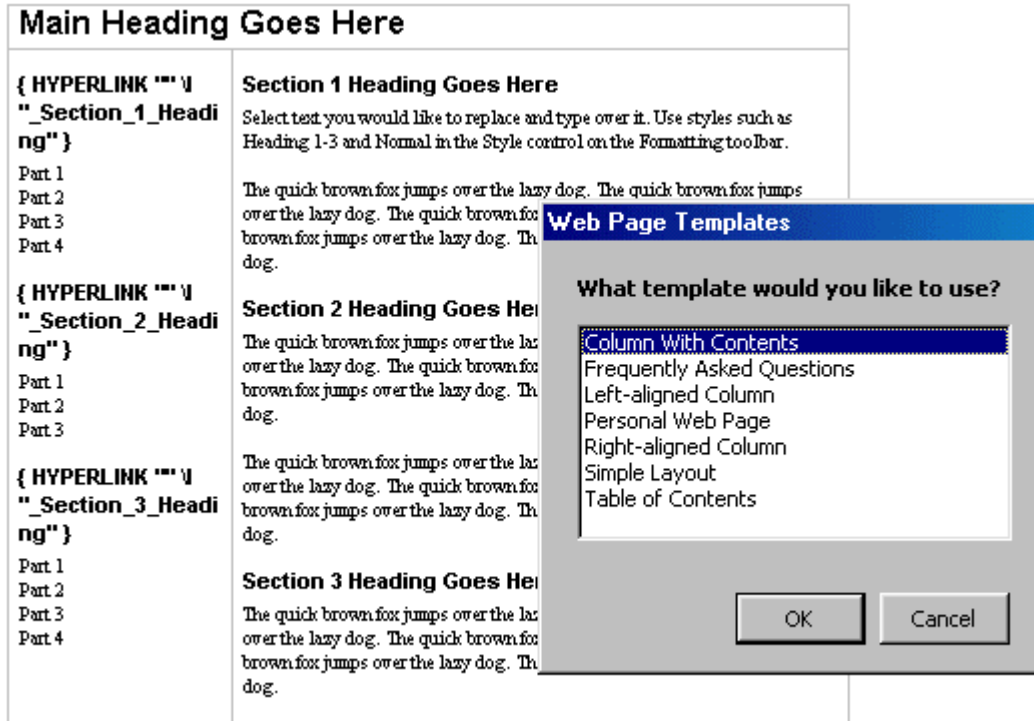 Main Heading Goes Here
{ HYPERLINK "" \l
"_Section_1_Headi
ng" }
Part 1
Part 2
Part 3
Part 4
{ HYPERLINK "" \l
"_Section_2_Headi
ng" }
Part 1
Part 2
Part 3
{ HYPERLINK "" \l
"_Section_3_Headi
ng" }
Part 1
Part 2
Part 3
Part 4
Section 1 Heading Goes Here
Select text you would like to replace and type over it. Use styles such as
Heading 1-3 and Normal in the Style control on the Formatting toolbar.
The quick brown fox jumps over the lazy dog. The quick brown fox jumps
over the lazy dog. The quick brown fo
brown fox jumps over the lazy dog. Th
dog.
Section 2 Heading Goes He
The quick brown fox jumps over the la
over the lazy dog. The quick brown fo
brown fox jumps over the lazy dog. Th
dog.
The quick brown fox jumps over the la
over the lazy dog. The quick brown fo
brown fox jumps over the lazy dog. Th
dog.
Section 3 Heading Goes He
The quick brown fox jumps over the la
over the lazy dog. The quick brown fo
brown fox jumps over the lazy dog. Th
dog.
Web Page Templates
What template would you like to use?
Column With Contents
Frequently Asked Questions
Left-aligned Column
Personal Web Page
Right-aligned Column
Simple Layout
Table of Contents
OK
Cancel